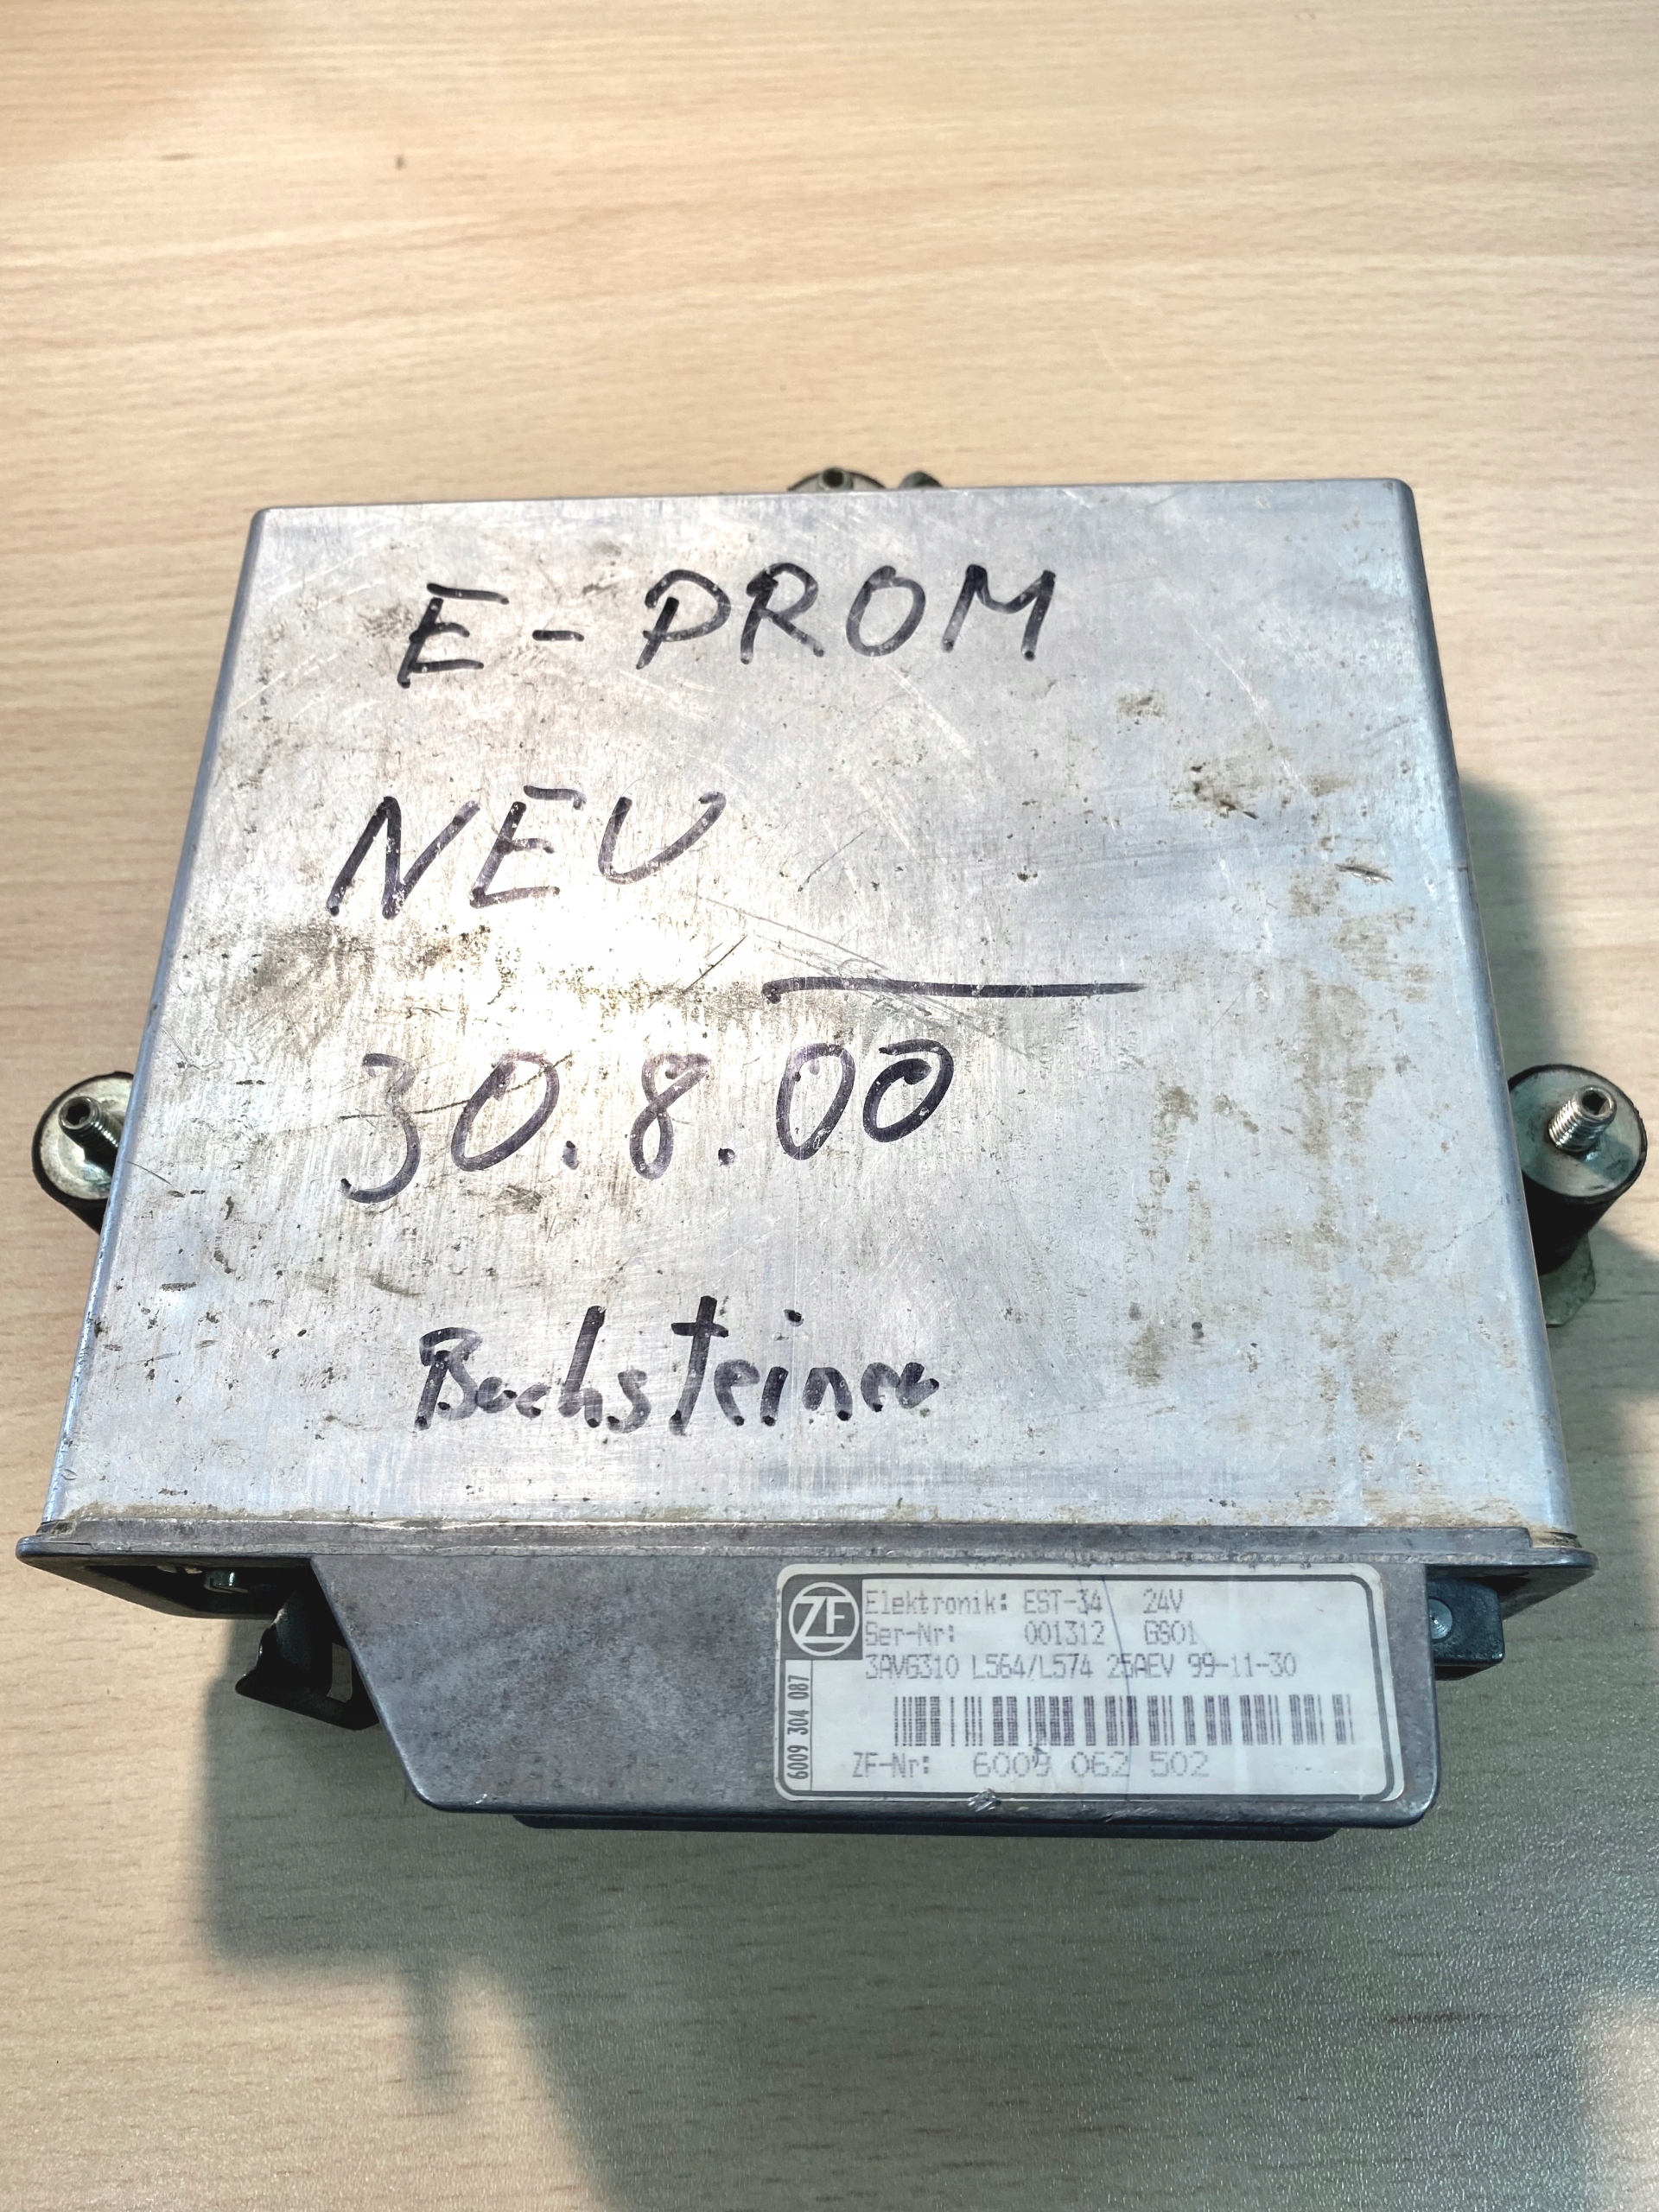 E-PROM
NEU
30.8.00
Bachsteiner
ZF
Elektronik: EST-34 24V
Ser-Nr: 001312 GS01
3AVG310 L564/L574 25AEV 99-11-30
ZF-Nr: 6009 062 502
6009 304 087